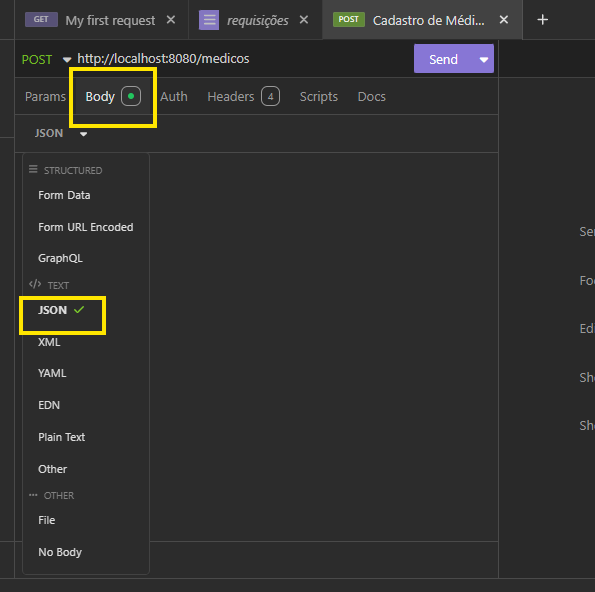 GET My first request requisições POST Cadastro de Médi...
POST http://localhost:8080/medicos Send
Params Body Auth Headers 4 Scripts Docs
JSON
STRUCTURED
Form Data
Form URL Encoded
GraphQL
</> TEXT
JSON
XML
YAML
EDN
Plain Text
Other
OTHER
File
No Body
Se
Fo
Ed
Sh
Sh